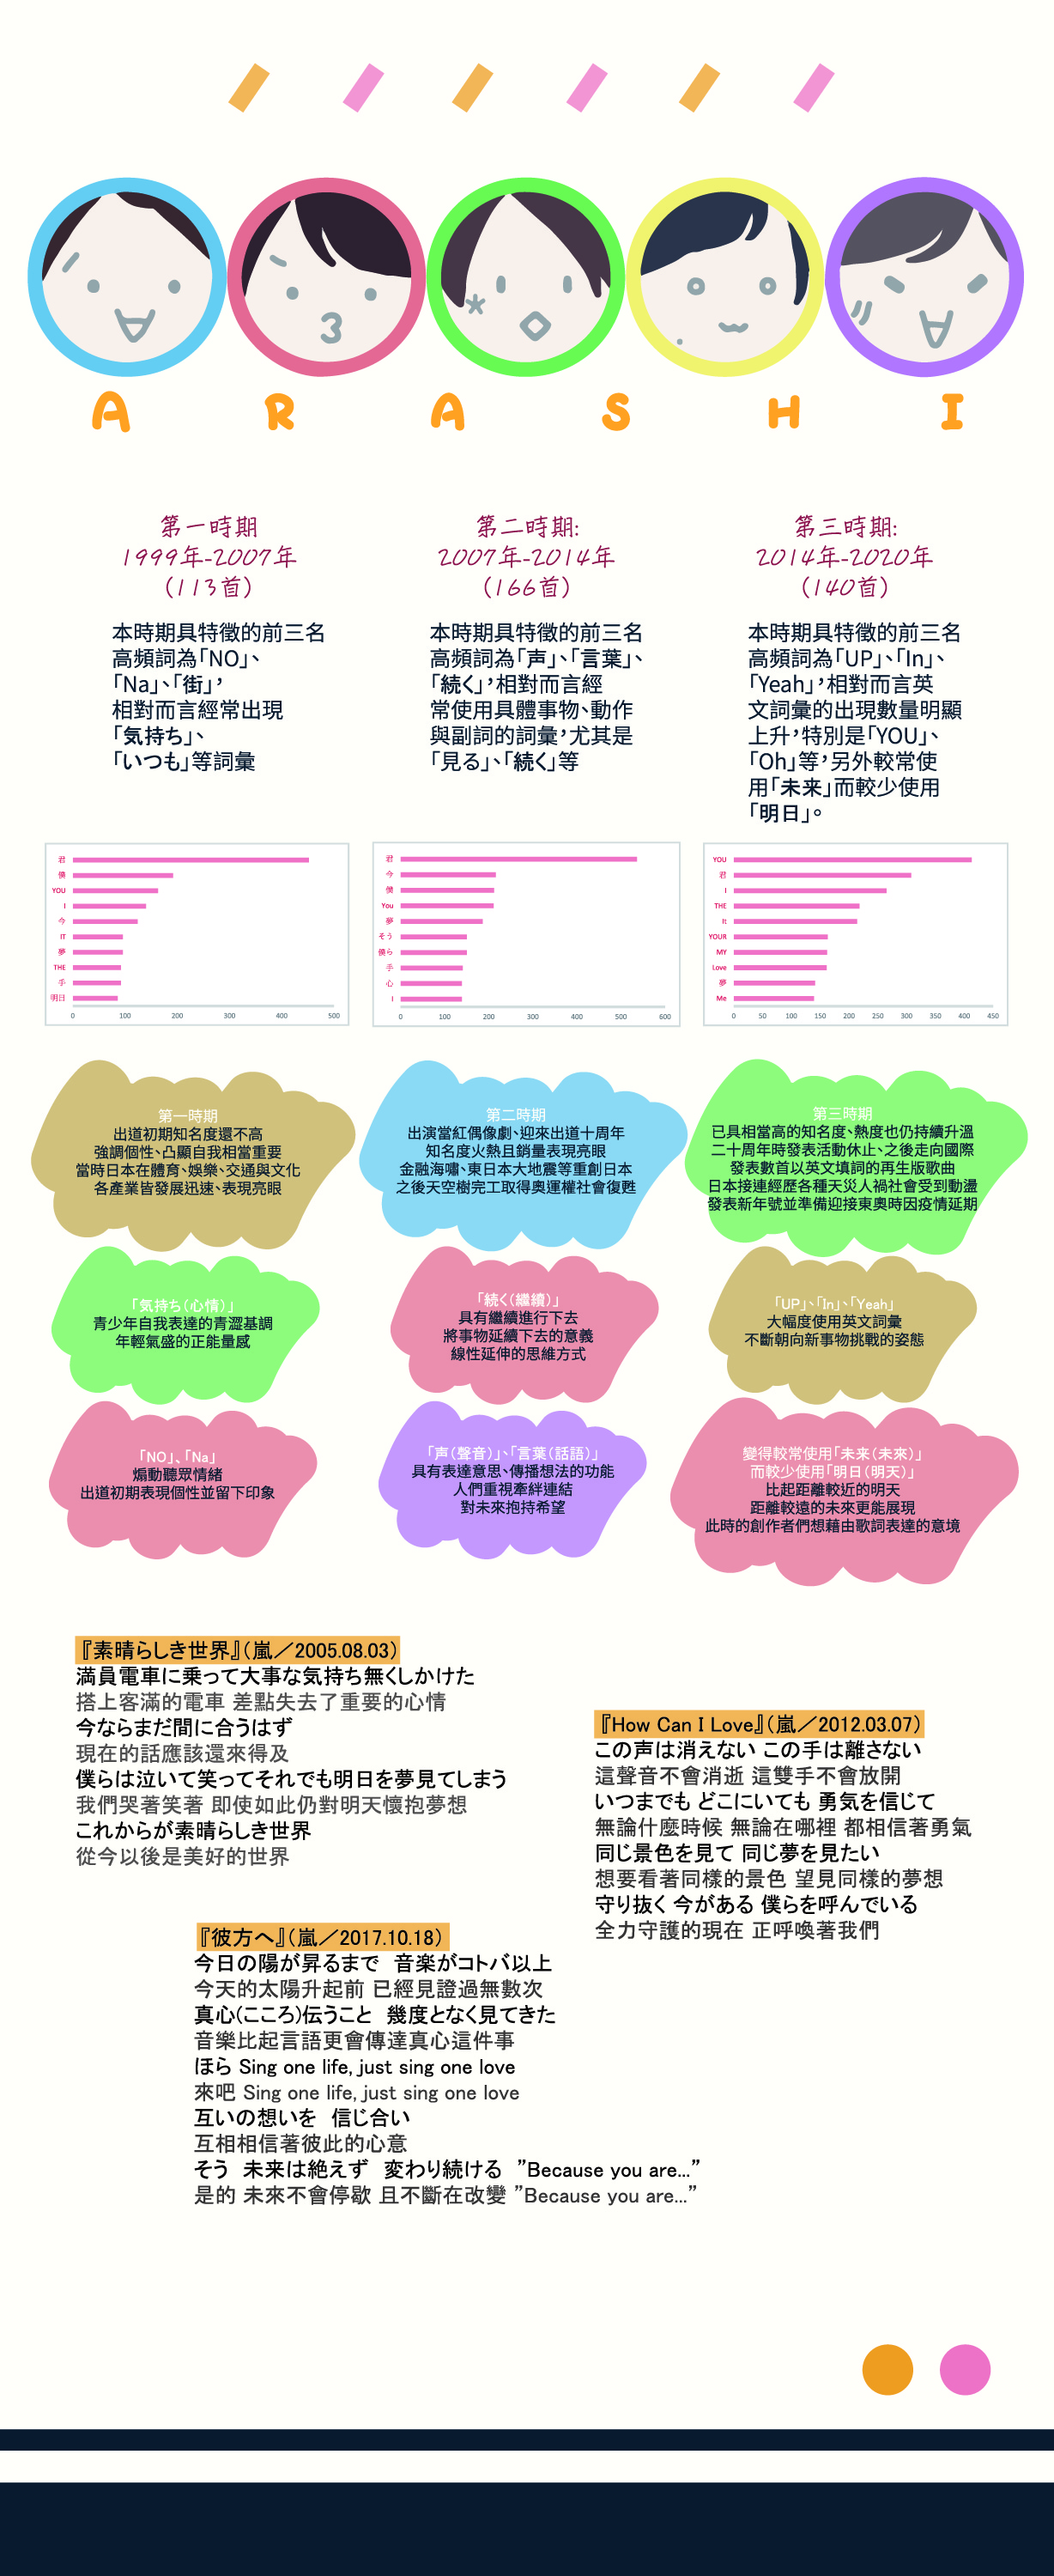 A R A S H I
第一時期
1999年-2007年
(113首)
本時期具特徵的前三名
高頻詞為「NO」、
「Na」、「街」，
相對而言經常出現
「気持ち」、
「いつも」等詞彙
第二時期:
2007年-2014年
(166首)
本時期具特徵的前三名
高頻詞為「声」、「言葉」、
「続く」，相對而言經
常使用具體事物、動作
與副詞的詞彙，尤其是
「見る」、「続く」等
第三時期:
2014年-2020年
(140首)
本時期具特徵的前三名
高頻詞為「UP」、「In」、
「Yeah」，相對而言英
文詞彙的出現數量明顯
上升，特別是「YOU」、
「Oh」等，另外較常使
用「未来」而較少使用
「明日」。
君
僕
YOU
I
今
IT
夢
THE
手
明日
0 100 200 300 400 500
君
今
僕
You
夢
そう
僕ら
手
心
I
0 100 200 300 400 500 600
YOU
君
I
THE
It
YOUR
MY
Love
夢
Me
0 50 100 150 200 250 300 350 400 450
第一時期
出道初期知名度還不高
強調個性、凸顯自我相當重要
當時日本在體育、娛樂、交通與文化
各產業皆發展迅速、表現亮眼
第二時期
出演當紅偶像劇、迎來出道十周年
知名度火熱且銷量表現亮眼
金融海嘯、東日本大地震等重創日本
之後天空樹完工取得奧運權社會復甦
第三時期
已具相當高的知名度、熱度也仍持續升溫
二十周年時發表活動休止、之後走向國際
發表數首以英文填詞的再生版歌曲
日本接連經歷各種天災人禍社會受到動盪
發表新年號並準備迎接東奧時因疫情延期
「気持ち（心情）」
青少年自我表達的青澀基調
年輕氣盛的正能量感
「続く（繼續）」
具有繼續進行下去
將事物延續下去的意義
線性延伸的思維方式
「UP」、「In」、「Yeah」
大幅度使用英文詞彙
不斷朝向新事物挑戰的姿態
「NO」、「Na」
煽動聽眾情緒
出道初期表現個性並留下印象
「声（聲音）」、「言葉（話語）」
具有表達意思、傳播想法的功能
人們重視牽絆連結
對未來抱持希望
變得較常使用「未来（未來）」
而較少使用「明日（明天）」
比起距離較近的明天
距離較遠的未來更能展現
此時的創作者們想藉由歌詞表達的意境
『素晴らしき世界』（嵐／2005.08.03）
満員電車に乗って大事な気持ち無くしかけた
搭上客滿的電車 差點失去了重要的心情
今ならまだ間に合うはず
現在的話應該還來得及
僕らは泣いて笑ってそれでも明日を夢見てしまう
我們哭著笑著 即使如此仍對明天懷抱夢想
これからが素晴らしき世界
從今以後是美好的世界
『How Can I Love』（嵐／2012.03.07）
この声は消えない この手は離さない
這聲音不會消逝 這雙手不會放開
いつまでも どこにいても 勇気を信じて
無論什麼時候 無論在哪裡 都相信著勇氣
同じ景色を見て 同じ夢を見たい
想要看著同樣的景色 望見同樣的夢想
守り抜く 今がある 僕らを呼んでいる
全力守護的現在 正呼喚著我們
『彼方へ』（嵐／2017.10.18）
今日の陽が昇るまで　音楽がコトバ以上
今天的太陽升起前 已經見證過無數次
真心(こころ)伝うこと　幾度となく見てきた
音樂比起言語更會傳達真心這件事
ほら Sing one life, just sing one love
來吧 Sing one life, just sing one love
互いの想いを　信じ合い
互相相信著彼此的心意
そう　未来は絶えず　変わり続ける　”Because you are...”
是的 未來不會停歇 且不斷在改變 ”Because you are...”